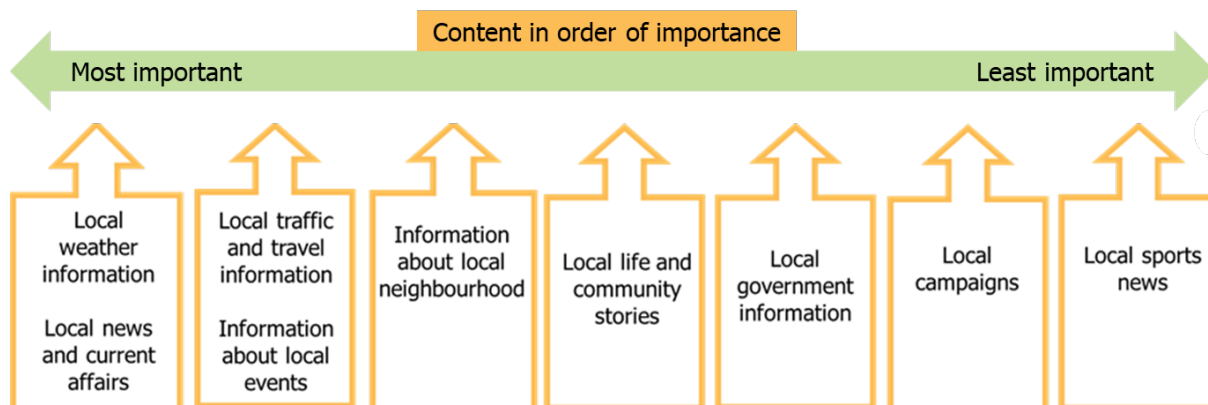 Content in order of importance
Most important
Least important
Local
weather
information
Local news
and current
affairs
Local traffic
and travel
information
Information
about local
events
Information
about local
neighbourhood
Local life and
community
stories
Local
government
information
Local
campaigns
Local sports
news